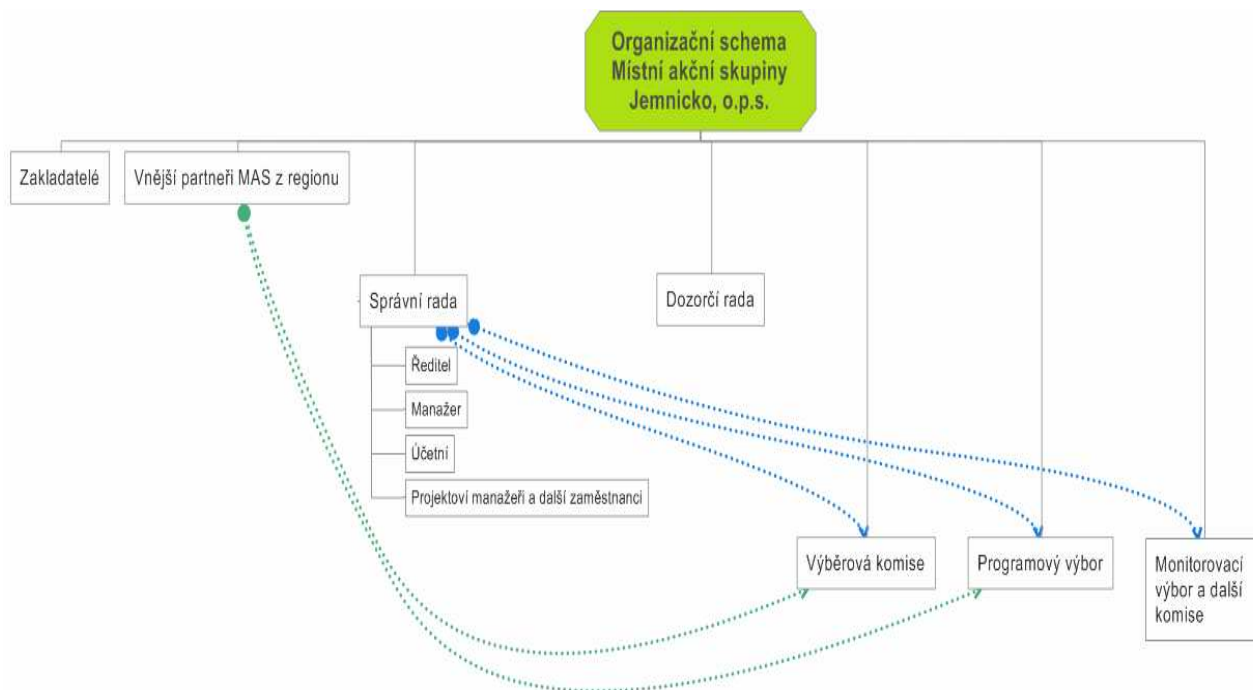 Organizační schema
Místní akční skupiny
Jemnicko, o.p.s.
Zakladatelé
Vnější partneři MAS z regionu
Správní rada
Dozorčí rada
Ředitel
Manažer
Účetní
Projektoví manažeři a další zaměstnanci
Výběrová komise
Programový výbor
Monitorovací
výbor a další
komise